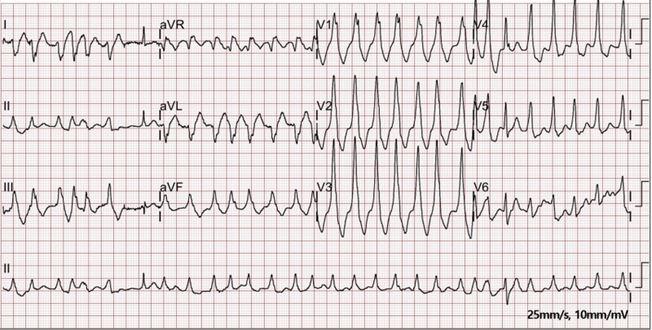 I aVR V1 V4
II aVL V2 V5
III aVF V3 V6
II
25mm/s, 10mm/mV